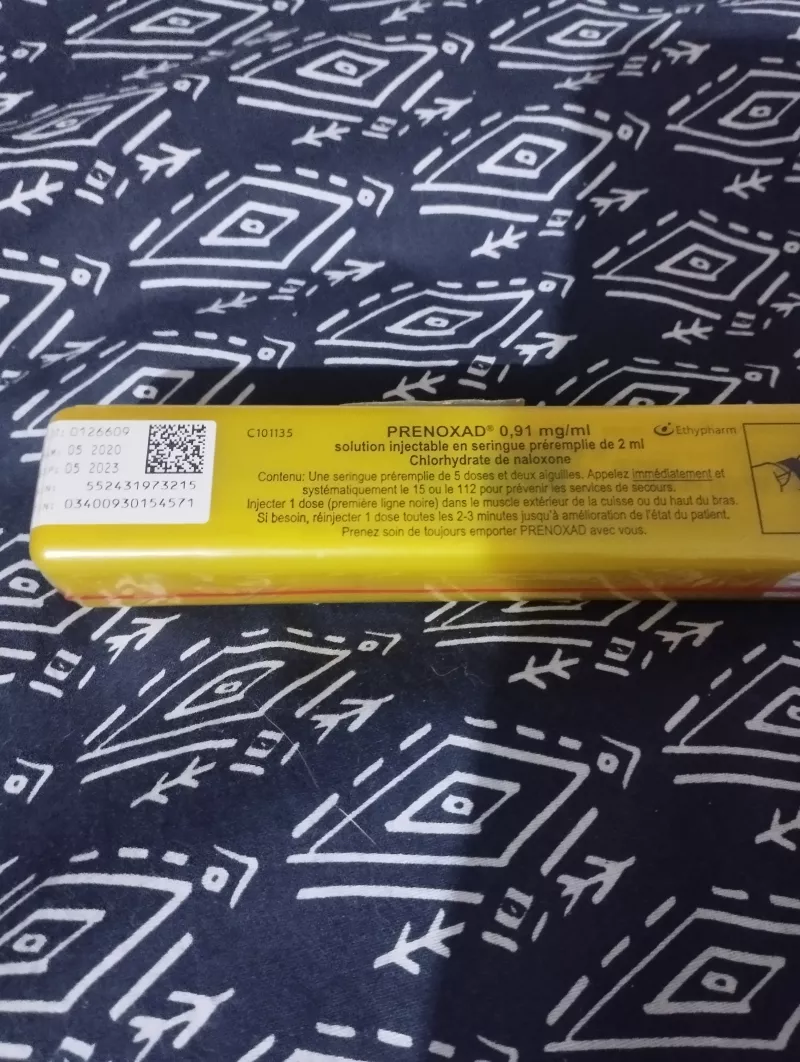 0126609
05 2020
05 2023
552431973215
03400930154571
C101135
PRENOXAD® 0,91 mg/ml
solution injectable en seringue préremplie de 2 ml
Chlorhydrate de naloxone
Ethypharm
Contenu: Une seringue préremplie de 5 doses et deux aiguilles. Appelez immédiatement et
systématiquement le 15 ou le 112 pour prévenir les services de secours.
Injecter 1 dose (première ligne noire) dans le muscle extérieur de la cuisse ou du haut du bras.
Si besoin, réinjecter 1 dose toutes les 2-3 minutes jusqu'à amélioration de l'état du patient.
Prenez soin de toujours emporter PRENOXAD avec vous.